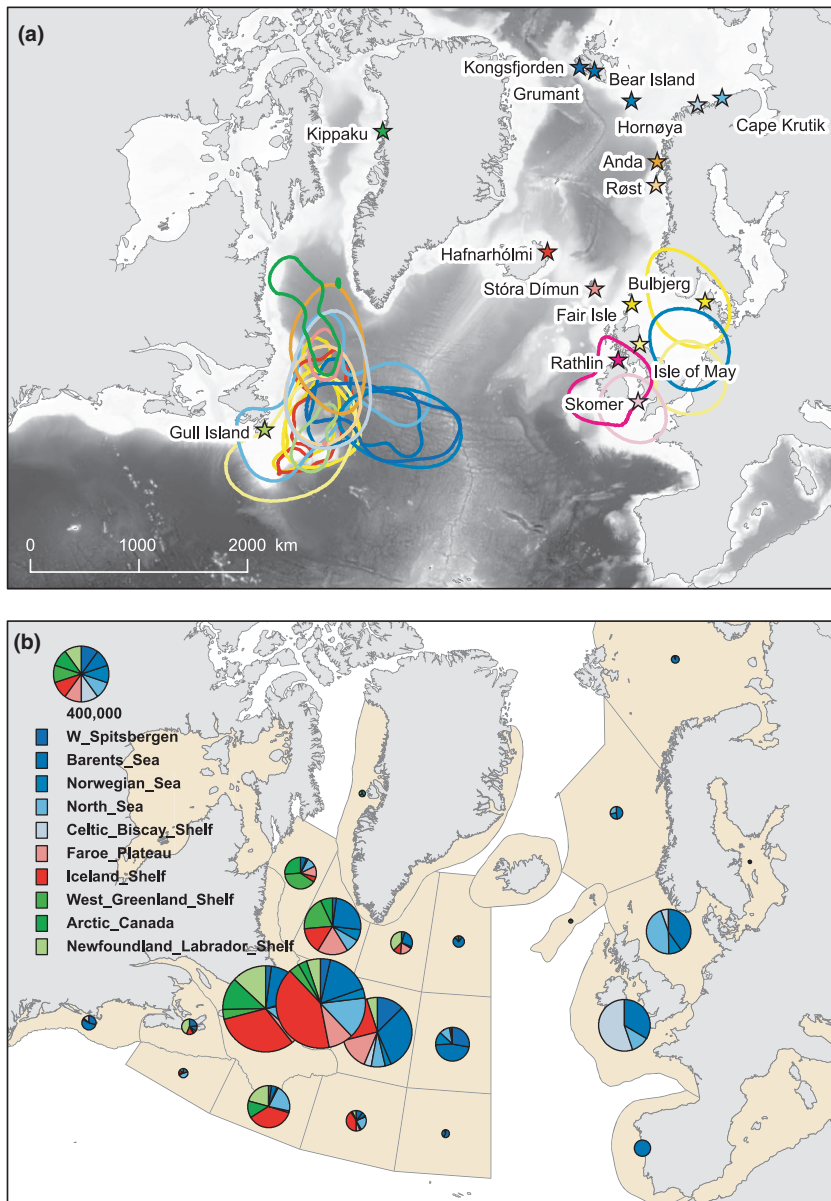 (a)
Kongsfjorden
Grumant
Bear Island
Hornøya
Cape Krutik
Kippaku
Anda
Røst
Hafnarhólmi
Stóra Dímun
Bulbjerg
Fair Isle
Rathlin
Isle of May
Skomer
Gull Island
0 1000 2000 km
(b)
400,000
W_Spitsbergen
Barents_Sea
Norwegian_Sea
North_Sea
Celtic_Biscay_Shelf
Faroe_Plateau
Iceland_Shelf
West_Greenland_Shelf
Arctic_Canada
Newfoundland_Labrador_Shelf